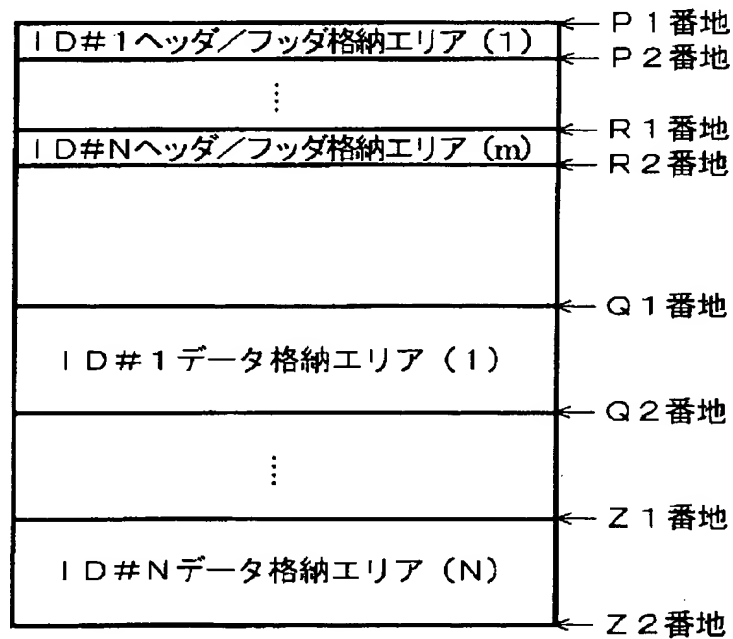 ID#1ヘッダ/フッダ格納エリア(1)
P1番地
P2番地
⋮
R1番地
ID#Nヘッダ/フッダ格納エリア(m)
R2番地
Q1番地
ID#1データ格納エリア(1)
Q2番地
⋮
Z1番地
ID#Nデータ格納エリア(N)
Z2番地